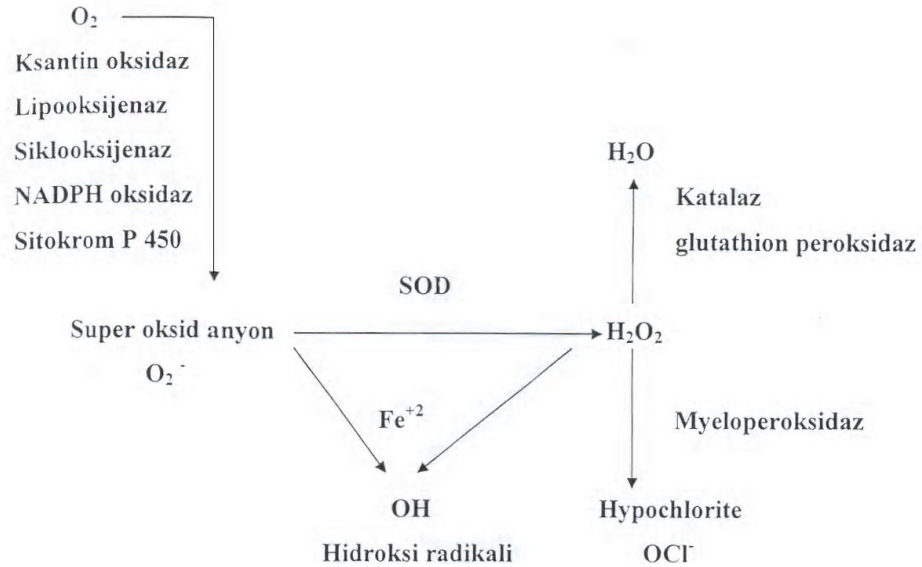 O₂
Ksantin oksidaz
Lipooksijenaz
Siklooksijenaz
NADPH oksidaz
Sitokrom P 450
H₂O
Katalaz
glutathion peroksidaz
SOD
Super oksid anyon
O₂⁻
H₂O₂
Fe⁺²
Myeloperoksidaz
OH
Hidroksi radikali
Hypochlorite
OCl⁻